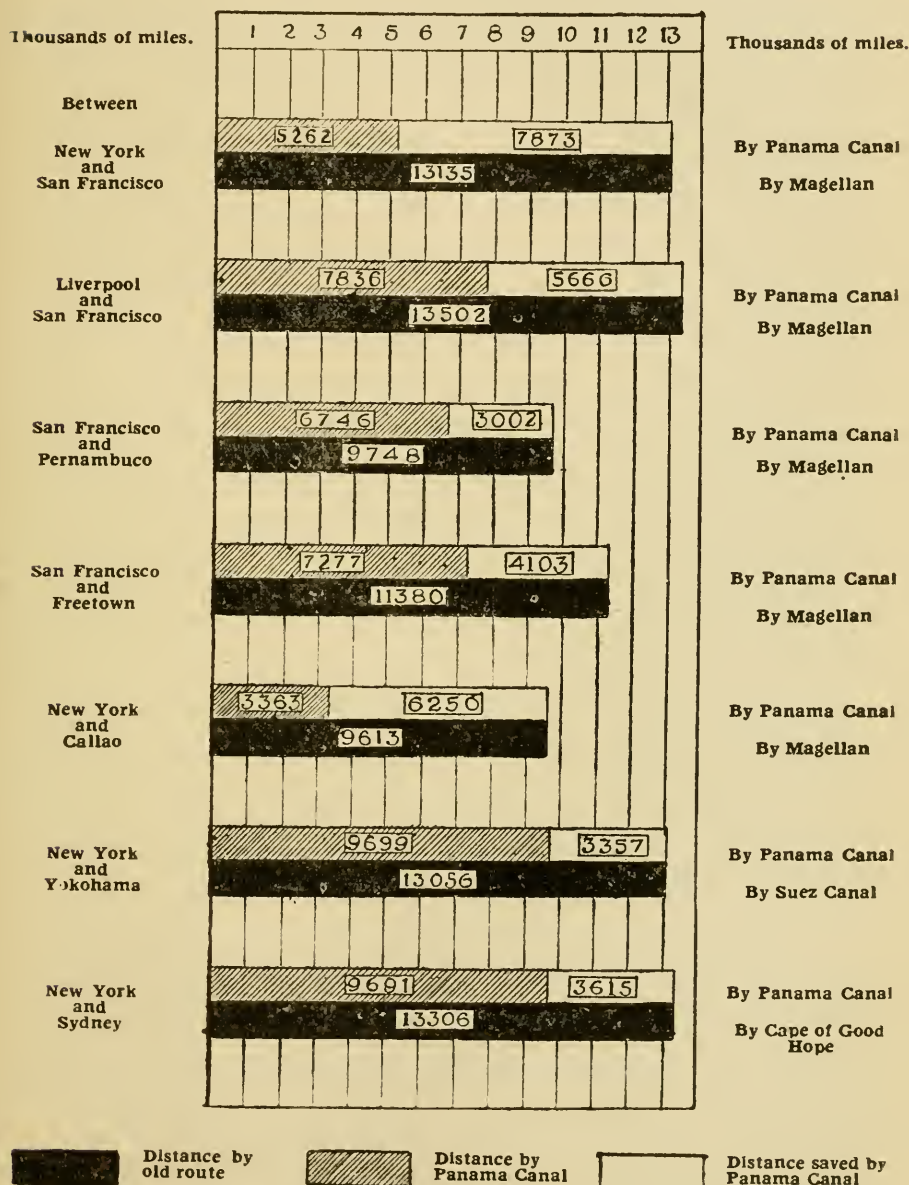 Thousands of miles.
1 2 3 4 5 6 7 8 9 10 11 12 13
Thousands of miles.
Between
New York
and
San Francisco
5262
7873
13135
By Panama Canal
By Magellan
Liverpool
and
San Francisco
7836
5666
13502
By Panama Canal
By Magellan
San Francisco
and
Pernambuco
6746
3002
9748
By Panama Canal
By Magellan
San Francisco
and
Freetown
7277
4103
11380
By Panama Canal
By Magellan
New York
and
Callao
3363
6250
9613
By Panama Canal
By Magellan
New York
and
Yokohama
9699
3357
13056
By Panama Canal
By Suez Canal
New York
and
Sydney
9691
3615
13306
By Panama Canal
By Cape of Good
Hope
Distance by
old route
Distance by
Panama Canal
Distance saved by
Panama Canal